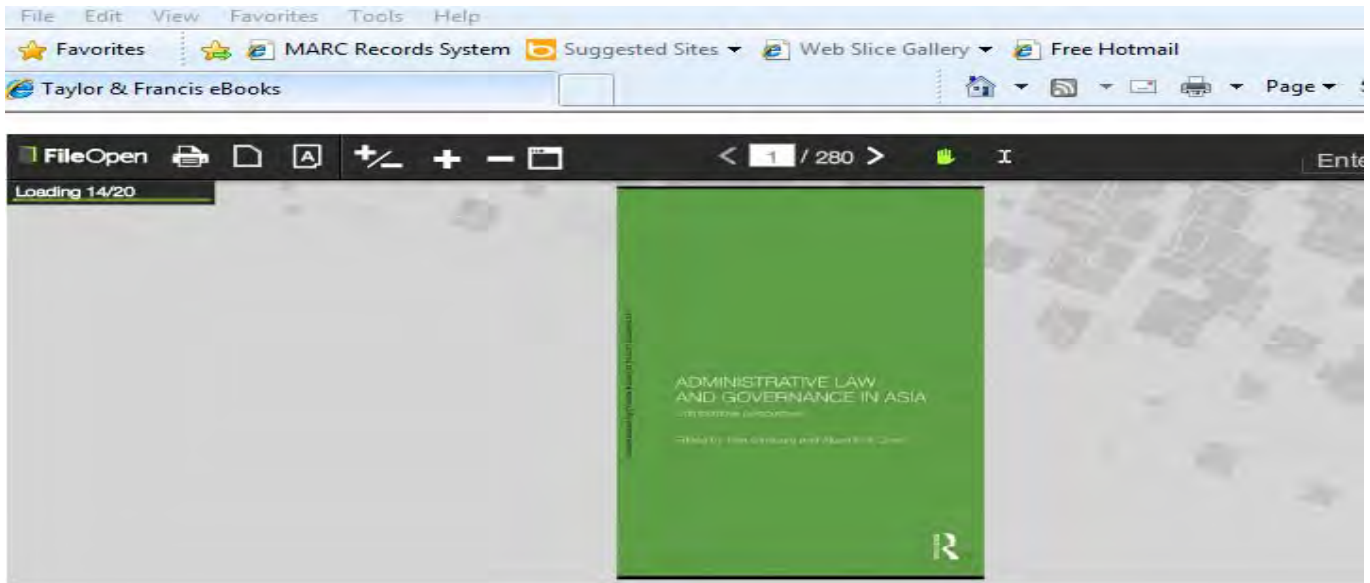 File Edit View Favorites Tools Help
Favorites MARC Records System Suggested Sites Web Slice Gallery Free Hotmail
Taylor & Francis eBooks Page
FileOpen A 1 / 280 Ente
Loading 14/20
ADMINISTRATIVE LAW
AND GOVERNANCE IN ASIA
R